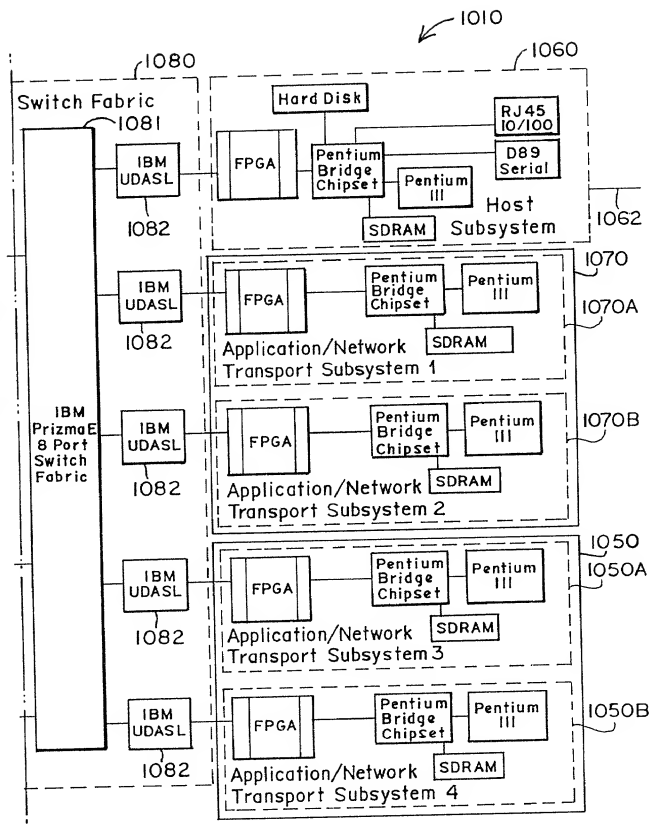 1010
1080
1060
Switch Fabric
1081
Hard Disk
RJ45
10/100
IBM
UDASL
FPGA
Pentium
Bridge
Chipset
D89
Serial
Pentium
III
1082
Host
Subsystem
SDRAM
1062
1070
IBM
UDASL
FPGA
Pentium
Bridge
Chipset
Pentium
III
1070A
1082
SDRAM
Application/Network
Transport Subsystem 1
IBM
PrizmaE
8 Port
Switch
Fabric
IBM
UDASL
FPGA
Pentium
Bridge
Chipset
Pentium
III
1070B
1082
SDRAM
Application/Network
Transport Subsystem 2
1050
IBM
UDASL
FPGA
Pentium
Bridge
Chipset
Pentium
III
1050A
1082
SDRAM
Application/Network
Transport Subsystem 3
IBM
UDASL
FPGA
Pentium
Bridge
Chipset
Pentium
III
1050B
1082
SDRAM
Application/Network
Transport Subsystem 4